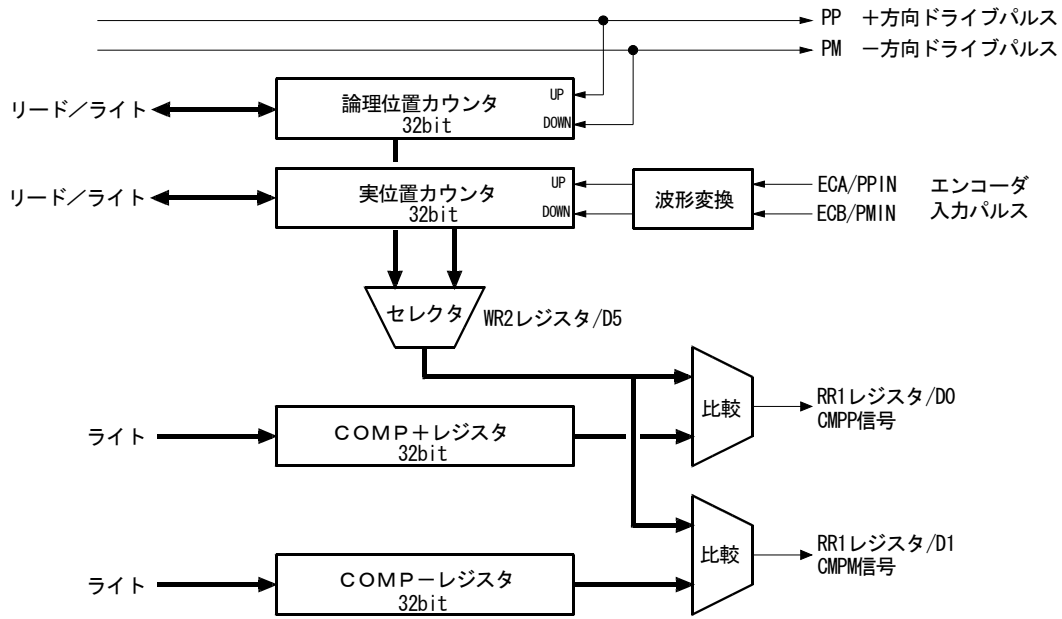 PP ＋方向ドライブパルス
PM －方向ドライブパルス
リード／ライト
論理位置カウンタ
32bit
UP
DOWN
リード／ライト
実位置カウンタ
32bit
UP
DOWN
波形変換
ECA/PPIN
ECB/PMIN
エンコーダ
入力パルス
セレクタ
WR2レジスタ/D5
ライト
ＣＯＭＰ＋レジスタ
32bit
比較
RR1レジスタ/D0
CMPP信号
ライト
ＣＯＭＰ－レジスタ
32bit
比較
RR1レジスタ/D1
CMPM信号